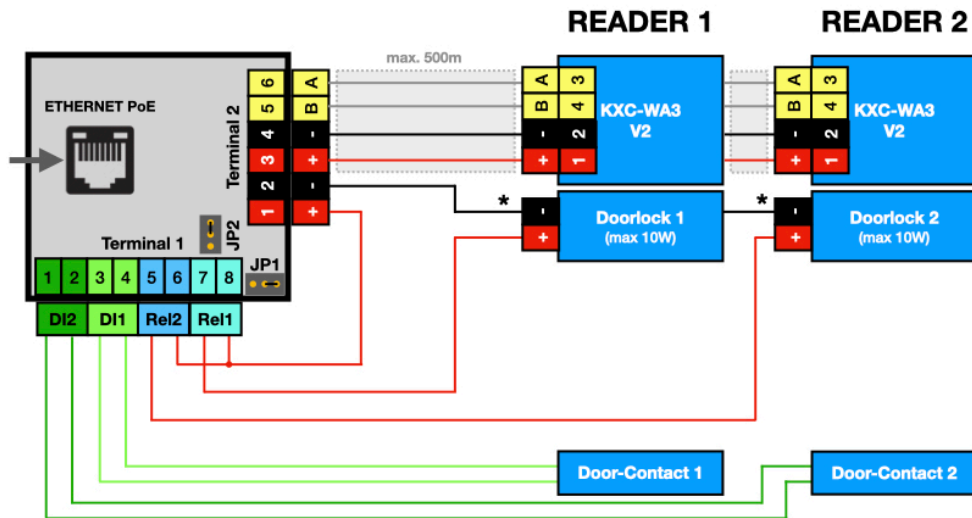 READER 1
READER 2
max. 500m
ETHERNET PoE
Terminal 2
6
5
4
3
2
1
A
B
-
+
-
+
A 3
B 4
- 2
+ 1
KXC-WA3
V2
A 3
B 4
- 2
+ 1
KXC-WA3
V2
*
-
+
Doorlock 1
(max 10W)
*
-
+
Doorlock 2
(max 10W)
JP2
Terminal 1
JP1
1 2 3 4 5 6 7 8
DI2 DI1 Rel2 Rel1
Door-Contact 1
Door-Contact 2